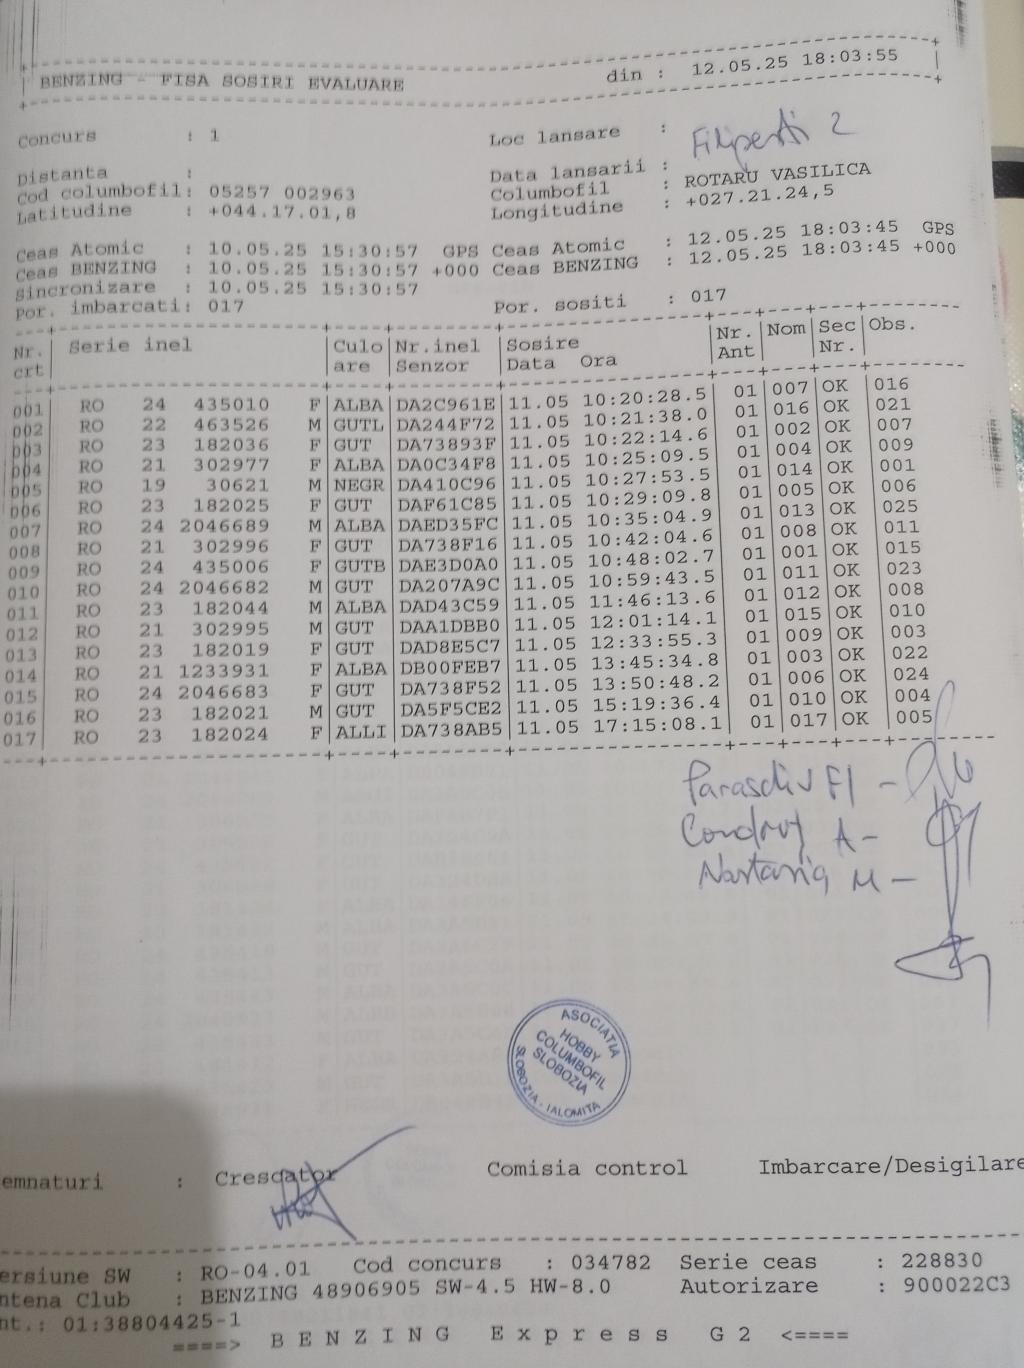 BENZING - FISA SOSIRI EVALUARE din : 12.05.25 18:03:55
Concurs : 1 Loc lansare : Filipesti 2
Distanta : Data lansarii :
Cod columbofil: 05257 002963 Columbofil : ROTARU VASILICA
Latitudine : +044.17.01,8 Longitudine : +027.21.24,5
Ceas Atomic : 10.05.25 15:30:57 GPS Ceas Atomic : 12.05.25 18:03:45 GPS
Ceas BENZING : 10.05.25 15:30:57 +000 Ceas BENZING : 12.05.25 18:03:45 +000
Sincronizare : 10.05.25 15:30:57
Por. imbarcati: 017 Por. sositi : 017
Nr. Serie inel Culo Nr.inel Sosire Nr. Nom Sec Obs.
crt are Senzor Data Ora Ant Nr.
001 RO 24 435010 F ALBA DA2C961E 11.05 10:20:28.5 01 007 OK 016
002 RO 22 463526 M GUTL DA244F72 11.05 10:21:38.0 01 016 OK 021
003 RO 23 182036 F GUT DA73893F 11.05 10:22:14.6 01 002 OK 007
004 RO 21 302977 F ALBA DA0C34F8 11.05 10:25:09.5 01 004 OK 009
005 RO 19 30621 M NEGR DA410C96 11.05 10:27:53.5 01 014 OK 001
006 RO 23 182025 F GUT DAF61C85 11.05 10:29:09.8 01 005 OK 006
007 RO 24 2046689 M ALBA DAED35FC 11.05 10:35:04.9 01 013 OK 025
008 RO 21 302996 F GUT DA738F16 11.05 10:42:04.6 01 008 OK 011
009 RO 24 435006 F GUTB DAE3D0A0 11.05 10:48:02.7 01 001 OK 015
010 RO 24 2046682 M GUT DA207A9C 11.05 10:59:43.5 01 011 OK 023
011 RO 23 182044 M ALBA DAD43C59 11.05 11:46:13.6 01 012 OK 008
012 RO 21 302995 M GUT DAA1DBB0 11.05 12:01:14.1 01 015 OK 010
013 RO 23 182019 F GUT DAD8E5C7 11.05 12:33:55.3 01 009 OK 003
014 RO 21 1233931 F ALBA DB00FEB7 11.05 13:45:34.8 01 003 OK 022
015 RO 24 2046683 F GUT DA738F52 11.05 13:50:48.2 01 006 OK 024
016 RO 23 182021 M GUT DA5F5CE2 11.05 15:19:36.4 01 010 OK 004
017 RO 23 182024 F ALLI DA738AB5 11.05 17:15:08.1 01 017 OK 005
Paraschiv Fl -
A -
M -
ASOCIATIA
HOBBY
COLUMBOFIL
SLOBOZIA
SLOBOZIA - IALOMITA
emnaturi : Crescator Comisia control Imbarcare/Desigilare
ersiune SW : RO-04.01 Cod concurs : 034782 Serie ceas : 228830
ntena Club : BENZING 48906905 SW-4.5 HW-8.0 Autorizare : 900022C3
nt.: 01:38804425-1
====> B E N Z I N G E x p r e s s G 2 <====